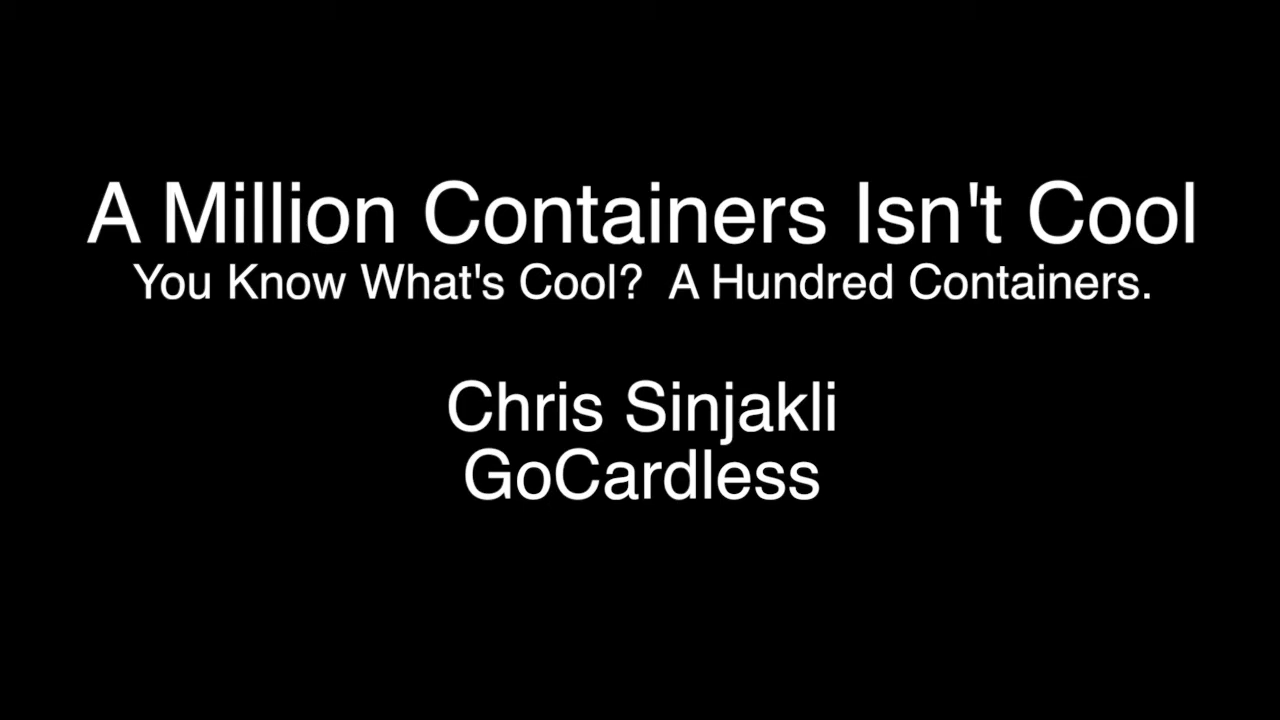 A Million Containers Isn't Cool
You Know What's Cool?  A Hundred Containers.
Chris Sinjakli
GoCardless